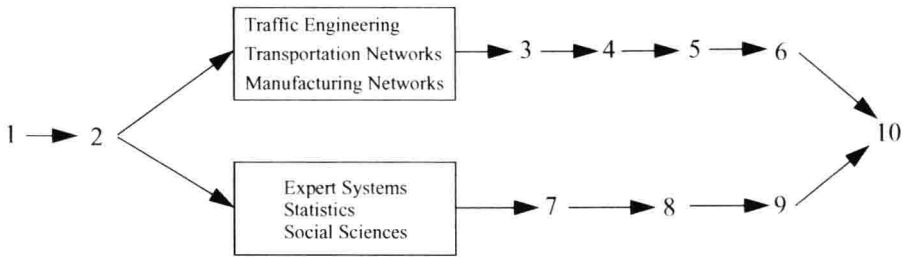 Traffic Engineering
Transportation Networks
Manufacturing Networks
3 4 5 6
1 2
10
Expert Systems
Statistics
Social Sciences
7 8 9